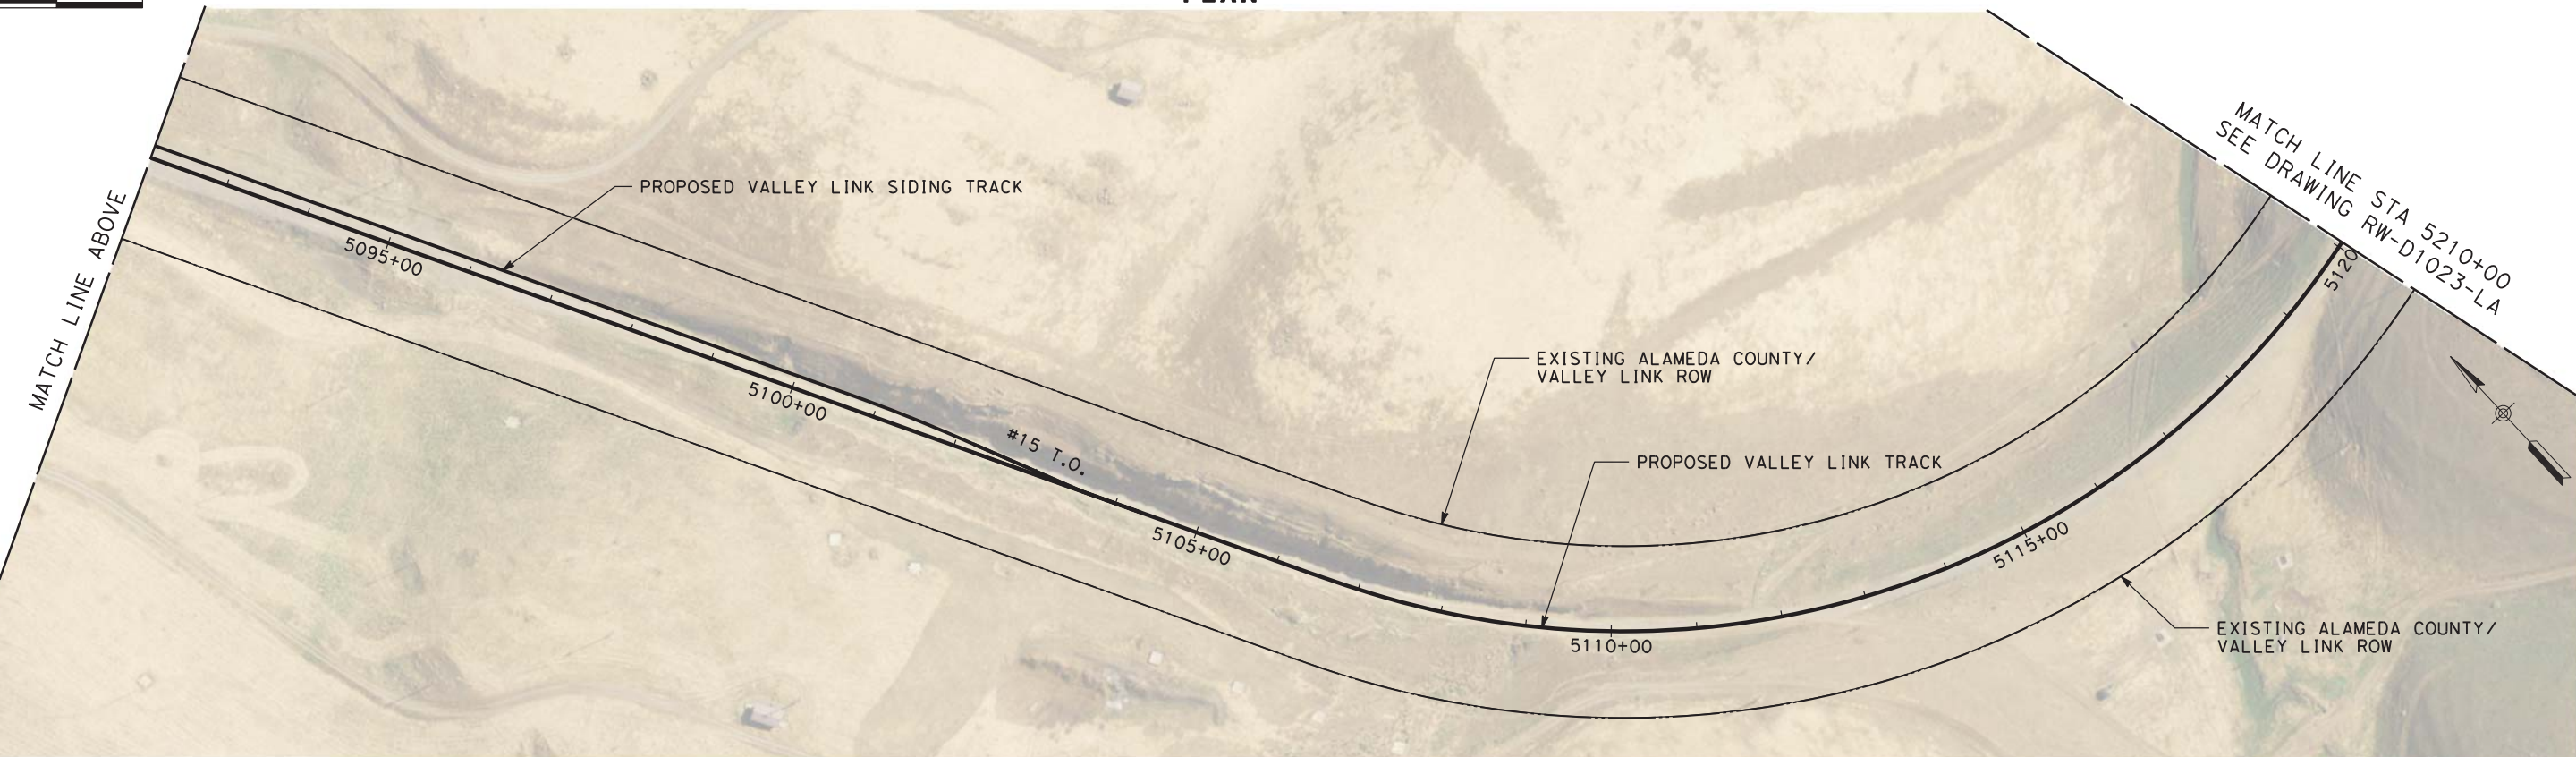 MATCH LINE ABOVE
5095+00
PROPOSED VALLEY LINK SIDING TRACK
5100+00
#15 T.O.
5105+00
EXISTING ALAMEDA COUNTY/
VALLEY LINK ROW
PROPOSED VALLEY LINK TRACK
5110+00
5115+00
5120
MATCH LINE STA 5210+00
SEE DRAWING RW-D1023-LA
EXISTING ALAMEDA COUNTY/
VALLEY LINK ROW